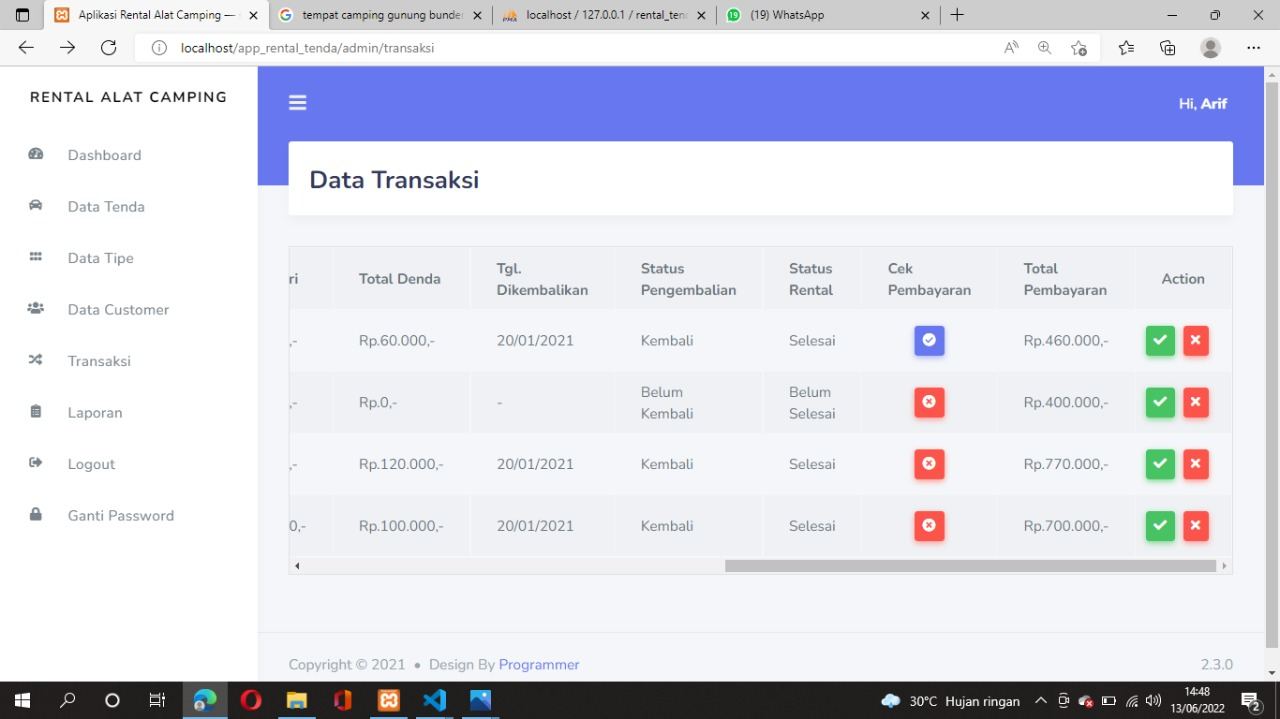 Aplikasi Rental Alat Camping —
tempat camping gunung bunder
localhost / 127.0.0.1 / rental_tend
(19) WhatsApp
localhost/app_rental_tenda/admin/transaksi
RENTAL ALAT CAMPING
Hi, Arif
Dashboard
Data Tenda
Data Tipe
Data Customer
Transaksi
Laporan
Logout
Ganti Password
Data Transaksi
ri Total Denda Tgl. Dikembalikan Status Pengembalian Status Rental Cek Pembayaran Total Pembayaran Action
,- Rp.60.000,- 20/01/2021 Kembali Selesai Rp.460.000,-
,- Rp.0,- - Belum Kembali Belum Selesai Rp.400.000,-
,- Rp.120.000,- 20/01/2021 Kembali Selesai Rp.770.000,-
0,- Rp.100.000,- 20/01/2021 Kembali Selesai Rp.700.000,-
Copyright © 2021 • Design By Programmer
2.3.0
30°C Hujan ringan
14:48
13/06/2022
2